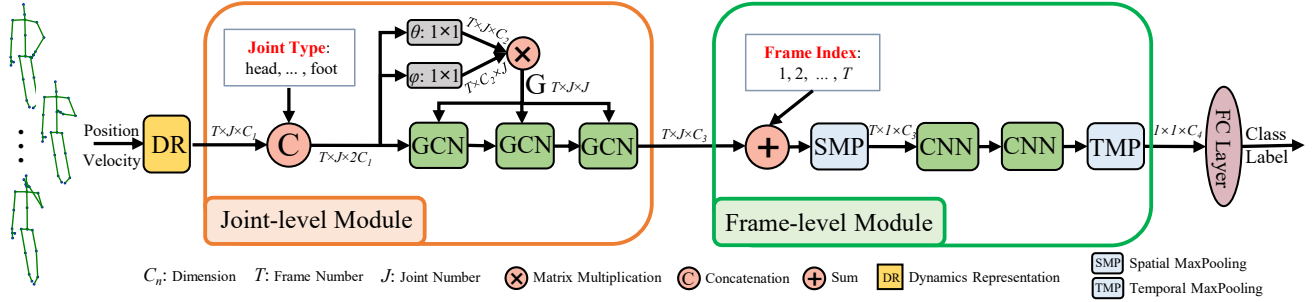 Position
Velocity
DR
T×J×C₁
Joint Type:
head, ... , foot
C
T×J×2C₁
θ: 1×1
φ: 1×1
T×J×C₂
T×C₂×J
×
G T×J×J
GCN
GCN
GCN
Joint-level Module
T×J×C₃
Frame Index:
1, 2, ... , T
+
SMP
T×1×C₃
CNN
CNN
TMP
1×1×C₄
FC Layer
Class
Label
Frame-level Module
Cₙ: Dimension
T: Frame Number
J: Joint Number
× Matrix Multiplication
C Concatenation
+ Sum
DR Dynamics Representation
SMP Spatial MaxPooling
TMP Temporal MaxPooling